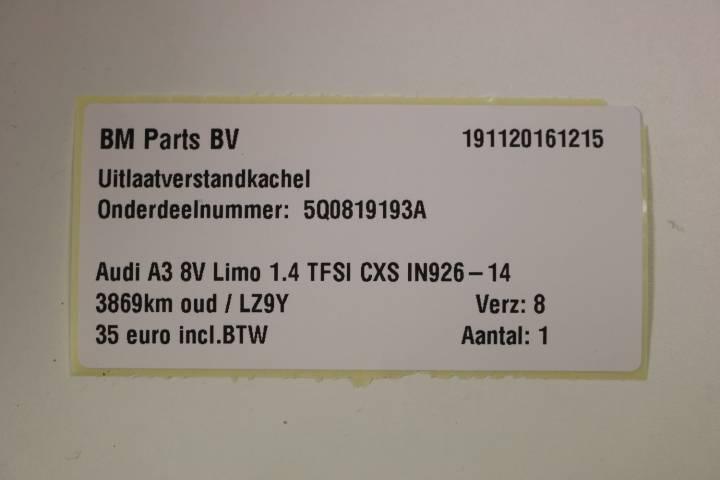 BM Parts BV 191120161215
Uitlaatverstandkachel
Onderdeelnummer: 5Q0819193A
Audi A3 8V Limo 1.4 TFSI CXS IN926-14
3869km oud / LZ9Y Verz: 8
35 euro incl.BTW Aantal: 1